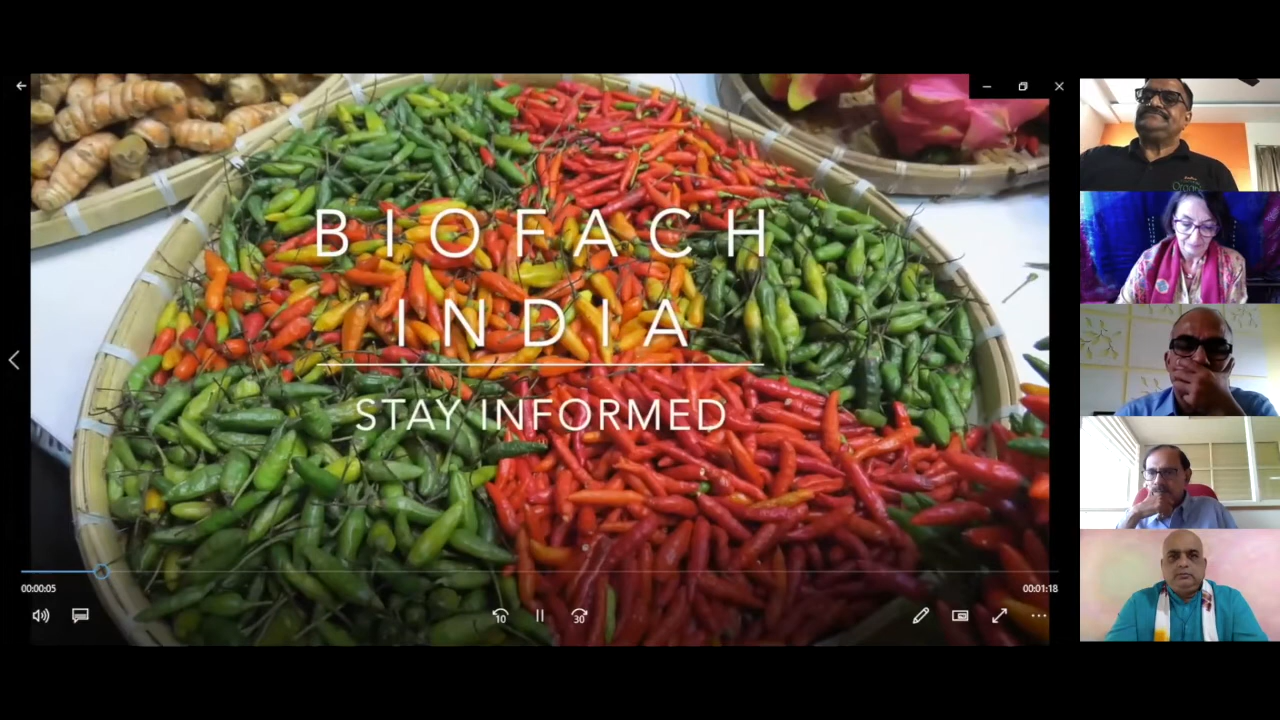 BIOFACH
INDIA
STAY INFORMED
00:00:05
00:01:18
10
30